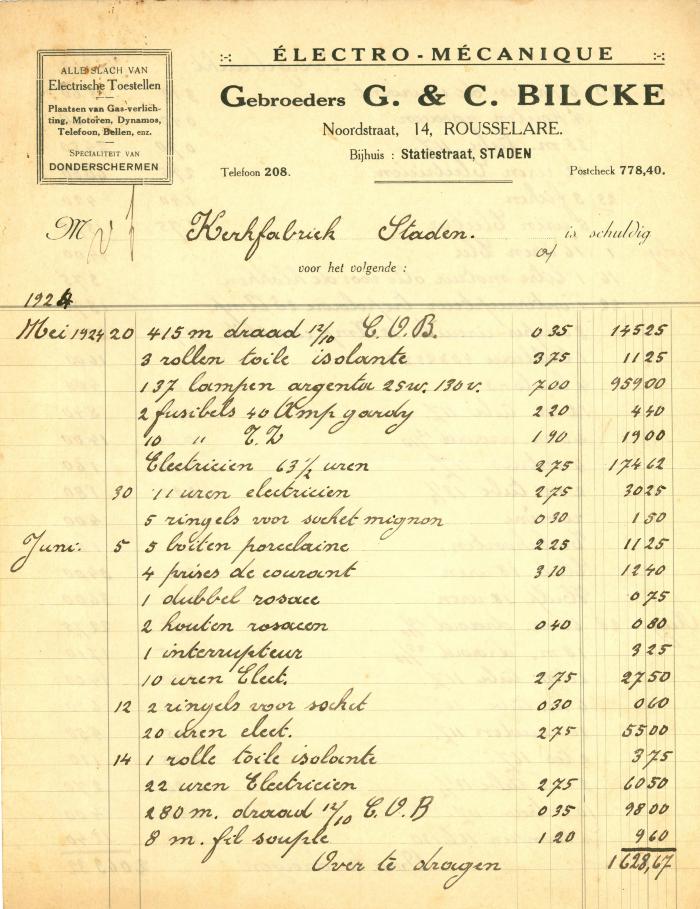 ALLE SLACH VAN
Electrische Toestellen
Plaatsen van Gas-verlich-
ting, Motoren, Dynamos,
Telefoon, Bellen, enz.
SPECIALITEIT VAN
DONDERSCHERMEN
ÉLECTRO-MÉCANIQUE
Gebroeders G. & C. BILCKE
Noordstraat, 14, ROUSSELARE.
Bijhuis : Statiestraat, STADEN
Telefoon 208. Postcheck 778,40.
M Kerkfabriek Staden. is schuldig
voor het volgende :
1924
Mei 1924 20 415 m draad 12/10 C.V.B. 0 35 145 25
3 rollen toile isolante 3 75 11 25
137 lampen argenta 25w. 130v. 7 00 959 00
2 fusibels 40 Amp gardy 2 20 4 40
10 " T.Z 1 90 19 00
Electricien 63 1/2 uren 2 75 174 62
30 11 uren electricien 2 75 30 25
5 ringels voor socket mignon 0 30 1 50
Juni. 5 5 boiten porcelaine 2 25 11 25
4 prises de courant 3 10 12 40
1 dubbel rosace 0 75
2 houten rosacen 0 40 0 80
1 interrupteur 3 25
10 uren Elect. 2 75 27 50
12 2 ringels voor socket 0 30 0 60
20 uren elect. 2 75 55 00
14 1 rolle toile isolante 3 75
22 uren Electricien 2 75 60 50
280 m. draad 12/10 C.V.B 0 35 98 00
8 m. fil souple 1 20 9 60
Over te dragen 1628,67